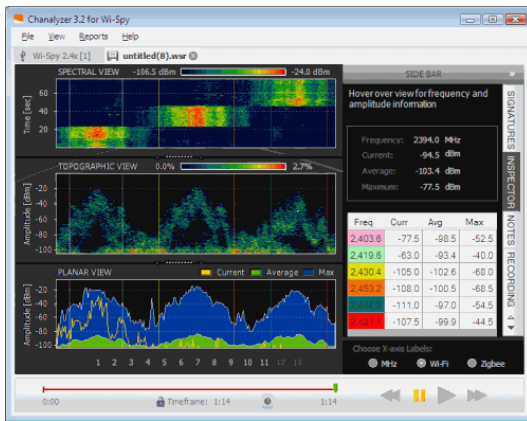 Chanalyzer 3.2 for Wi-Spy
File View Reports Help
Wi-Spy 2.4x [1] untitled(8).wsr
SPECTRAL VIEW -106.5 dBm -24.0 dBm
Time [sec]
60
40
20
TOPOGRAPHIC VIEW 0.0% 2.7%
Amplitude [dBm]
-20
-40
-60
-80
-100
PLANAR VIEW Current Average Max
Amplitude [dBm]
-20
-40
-60
-80
-100
1 2 3 4 5 6 7 8 9 10 11 12 13
SIDE BAR
Hover over view for frequency and
amplitude information
Frequency: 2394.0 MHz
Current: -94.5 dBm
Average: -103.4 dBm
Maximum: -77.5 dBm
Freq Curr Avg Max
2.403.6 -77.5 -98.5 -52.5
2.419.6 -63.0 -93.4 -40.0
2.430.4 -105.0 -102.6 -68.0
2.453.2 -108.0 -100.5 -68.5
-111.0 -97.0 -54.5
-107.5 -99.9 -44.5
SIGNATURES
INSPECTOR
NOTES
RECORDING
Choose X-axis Labels:
MHz Wi-Fi Zigbee
0:00 Timeframe: 1:14 1:14